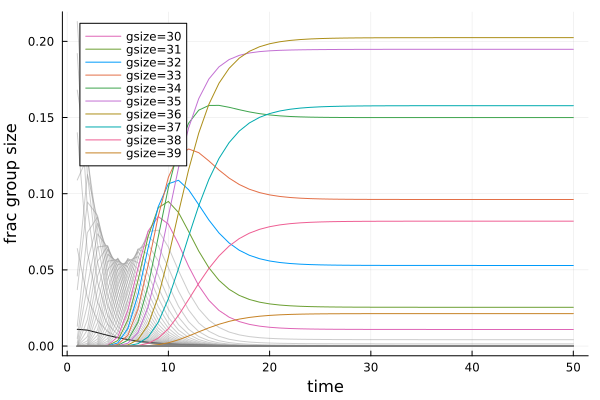 gsize=30
gsize=31
gsize=32
gsize=33
gsize=34
gsize=35
gsize=36
gsize=37
gsize=38
gsize=39
0.20
0.15
0.10
0.05
0.00
frac group size
0 10 20 30 40 50
time